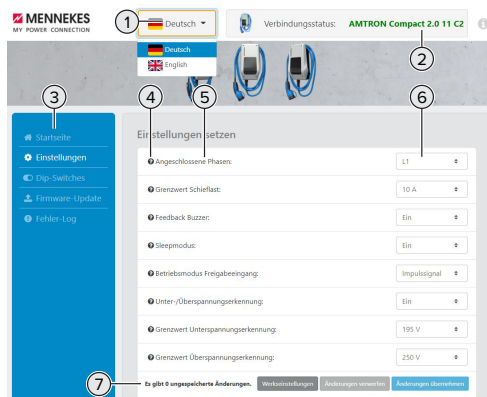 MENNEKES
MY POWER CONNECTION
1
Deutsch
Verbindungsstatus: AMTRON Compact 2.0 11 C2
Deutsch
English
2
3
4
5
6
Startseite
Einstellungen
Dip-Switches
Firmware-Update
Fehler-Log
Einstellungen setzen
Angeschlossene Phasen: L1
Grenzwert Schieflast: 10 A
Feedback Buzzer: Ein
Sleepmodus: Ein
Betriebsmodus Freigabeeingang: Impulssignal
Unter-/Überspannungserkennung: Ein
Grenzwert Unterspannungserkennung: 195 V
Grenzwert Überspannungserkennung: 250 V
7
Es gibt 0 ungespeicherte Änderungen. Werkseinstellungen Änderungen verwerfen Änderungen übernehmen